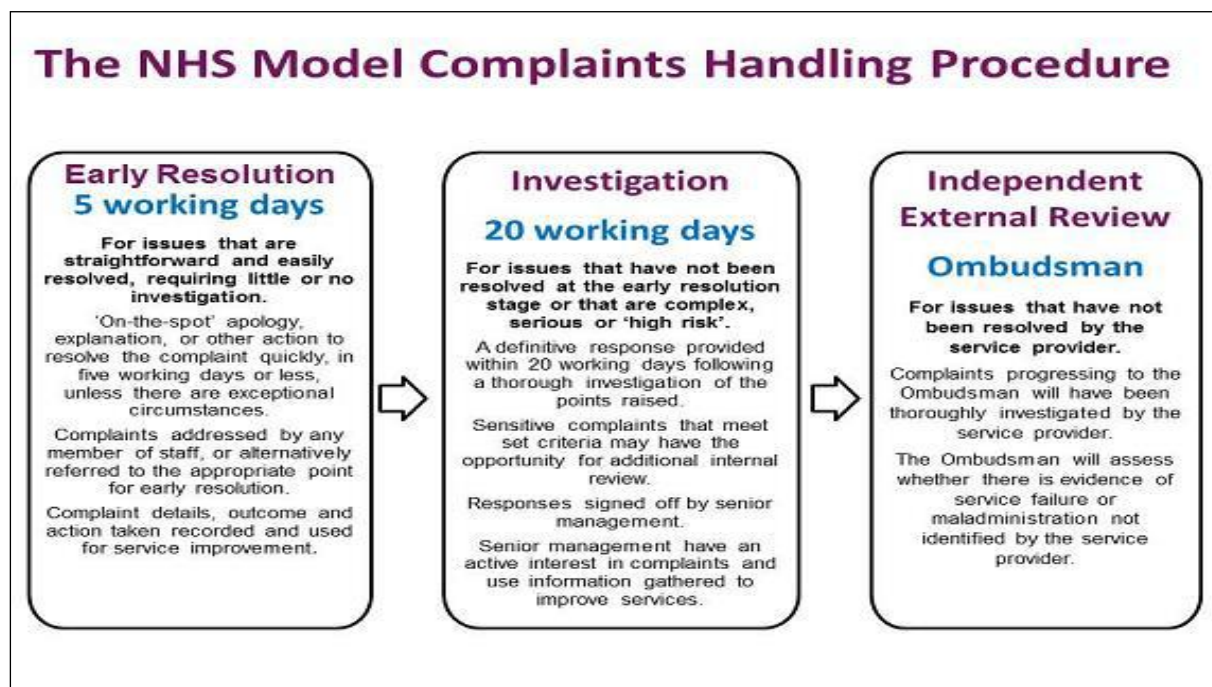 The NHS Model Complaints Handling Procedure
Early Resolution
5 working days
For issues that are
straightforward and easily
resolved, requiring little or no
investigation.
'On-the-spot' apology,
explanation, or other action to
resolve the complaint quickly, in
five working days or less,
unless there are exceptional
circumstances.
Complaints addressed by any
member of staff, or alternatively
referred to the appropriate point
for early resolution.
Complaint details, outcome and
action taken recorded and used
for service improvement.
Investigation
20 working days
For issues that have not been
resolved at the early resolution
stage or that are complex,
serious or 'high risk'.
A definitive response provided
within 20 working days following
a thorough investigation of the
points raised.
Sensitive complaints that meet
set criteria may have the
opportunity for additional internal
review.
Responses signed off by senior
management.
Senior management have an
active interest in complaints and
use information gathered to
improve services.
Independent
External Review
Ombudsman
For issues that have not
been resolved by the
service provider.
Complaints progressing to the
Ombudsman will have been
thoroughly investigated by the
service provider.
The Ombudsman will assess
whether there is evidence of
service failure or
maladministration not
identified by the service
provider.